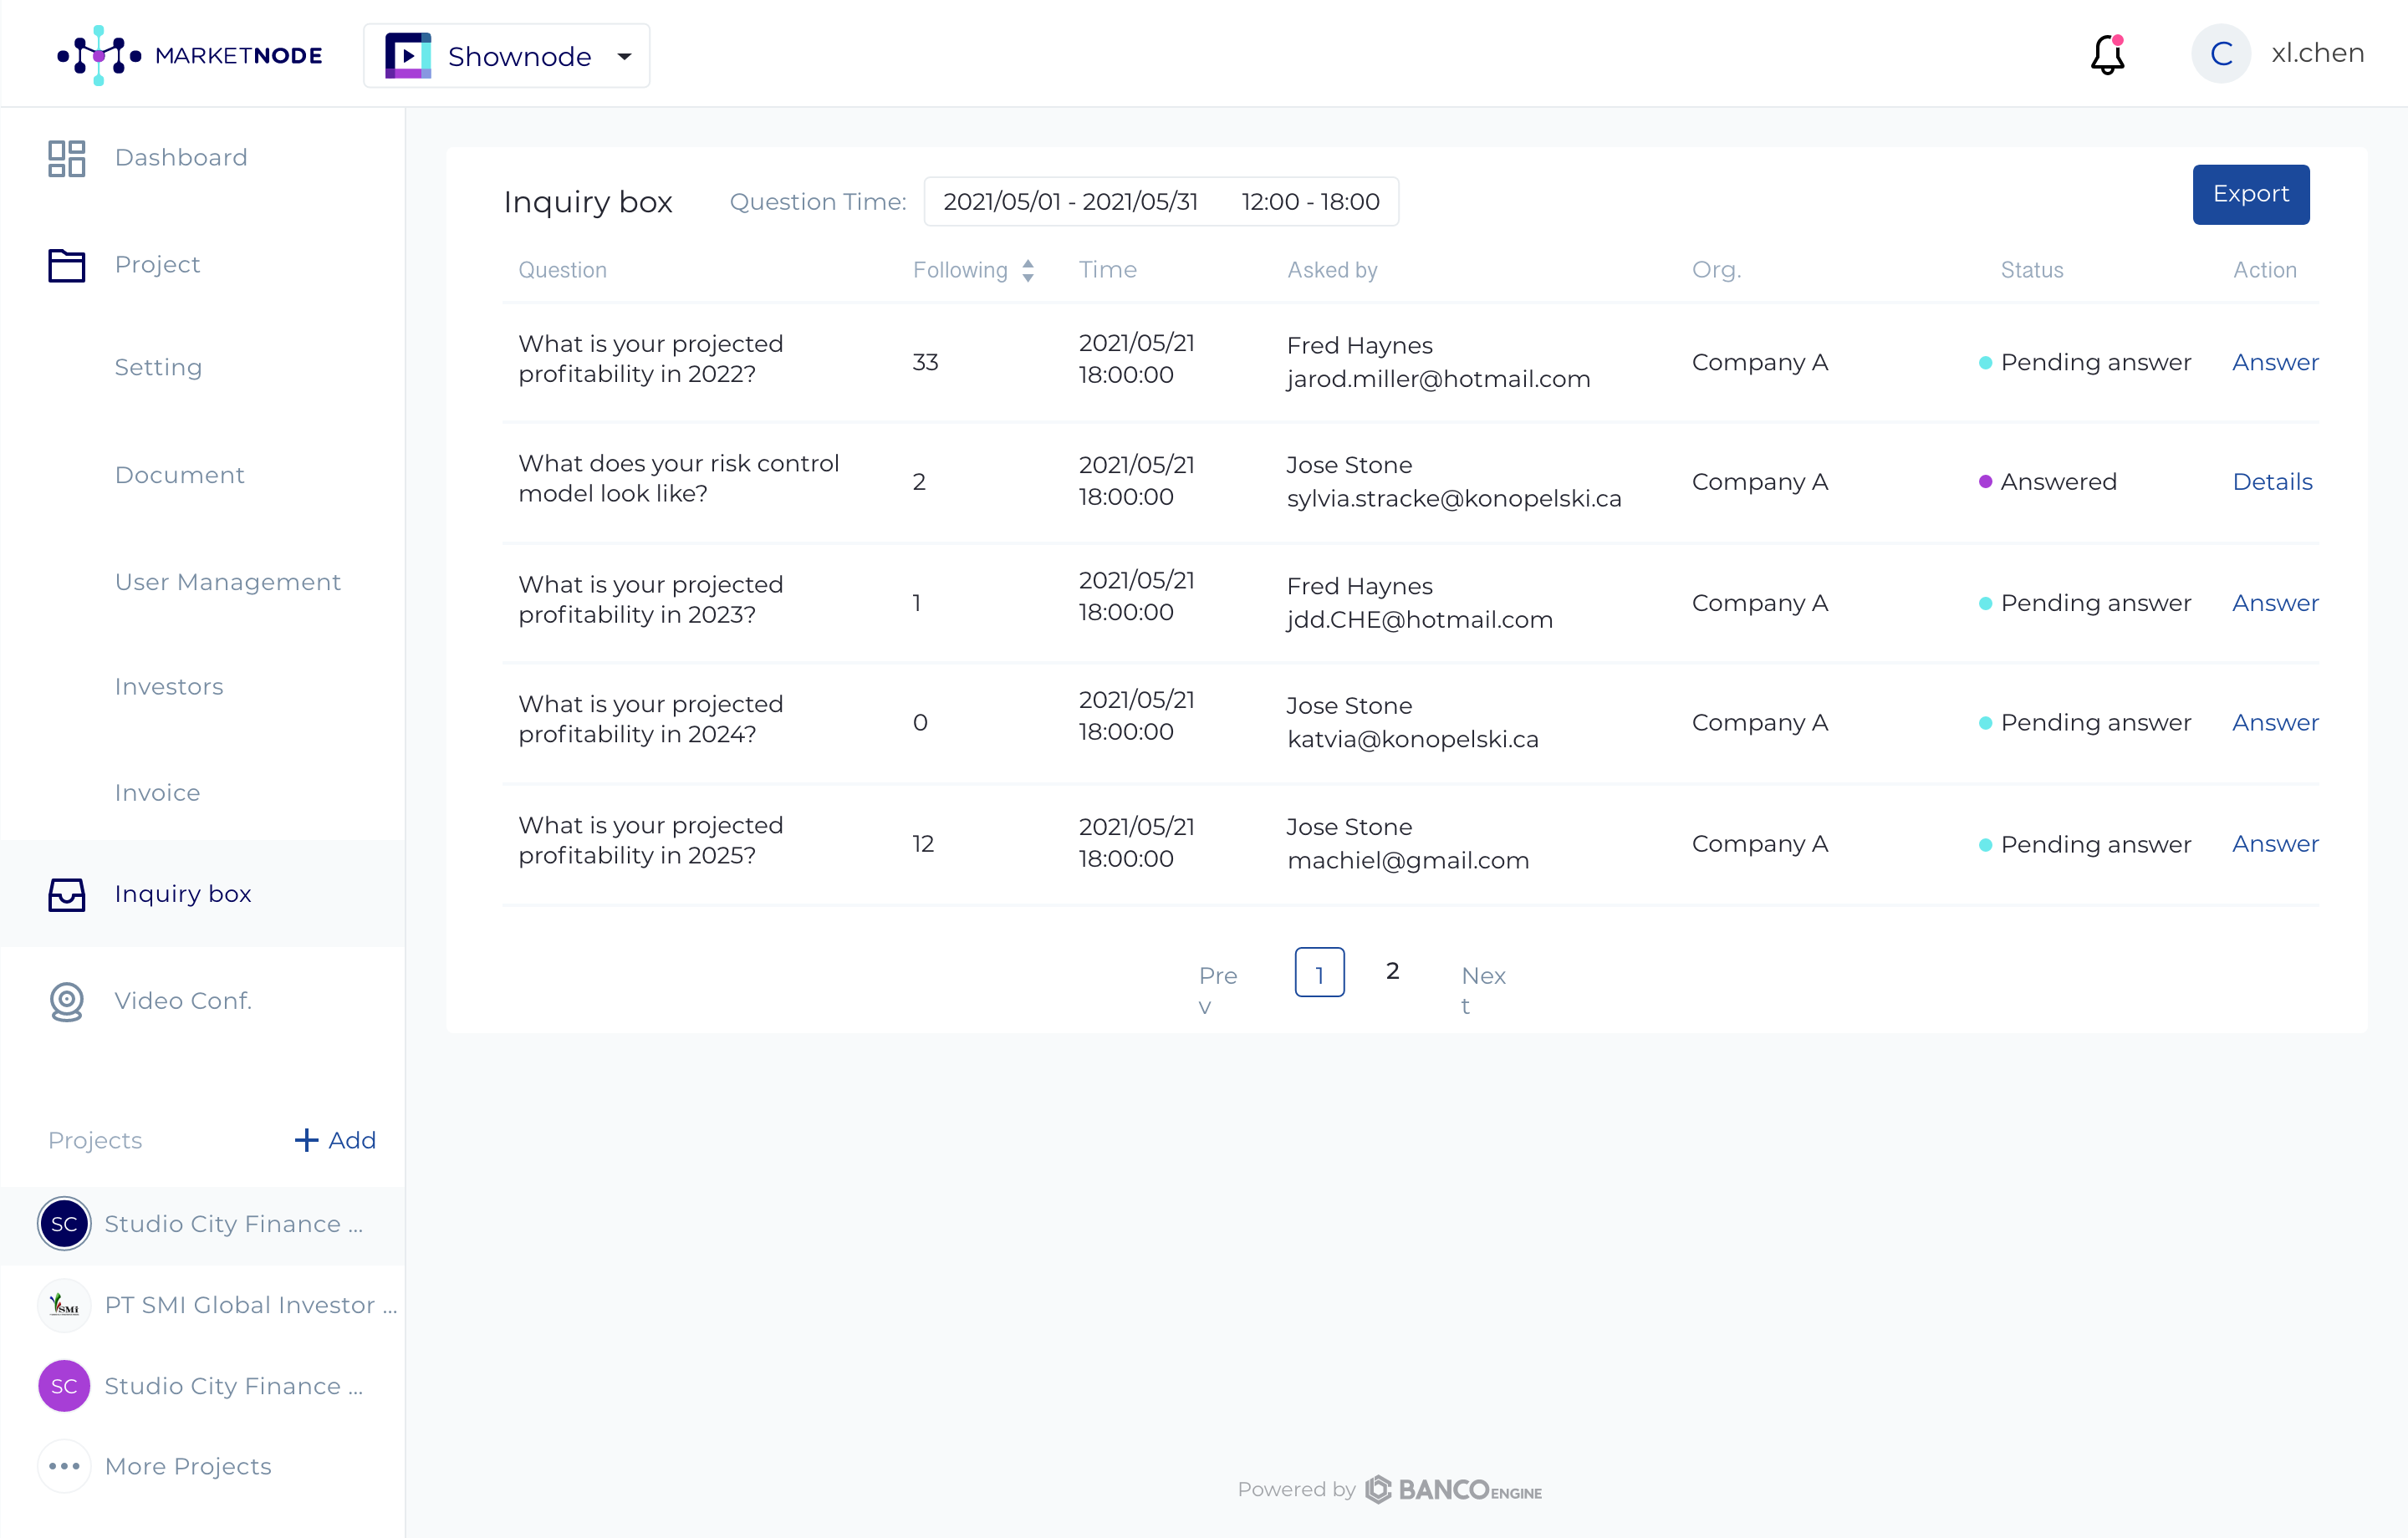 MARKETNODE
Shownode
C
xl.chen
Dashboard
Project
Setting
Document
User Management
Investors
Invoice
Inquiry box
Video Conf.
Projects
Add
SC
Studio City Finance ...
SMi
PT SMI Global Investor ...
SC
Studio City Finance ...
More Projects
Inquiry box
Question Time:
2021/05/01 - 2021/05/31
12:00 - 18:00
Export
Question
Following
Time
Asked by
Org.
Status
Action
What is your projected
profitability in 2022?
33
2021/05/21
18:00:00
Fred Haynes
jarod.miller@hotmail.com
Company A
Pending answer
Answer
What does your risk control
model look like?
2
2021/05/21
18:00:00
Jose Stone
sylvia.stracke@konopelski.ca
Company A
Answered
Details
What is your projected
profitability in 2023?
1
2021/05/21
18:00:00
Fred Haynes
jdd.CHE@hotmail.com
Company A
Pending answer
Answer
What is your projected
profitability in 2024?
0
2021/05/21
18:00:00
Jose Stone
katvia@konopelski.ca
Company A
Pending answer
Answer
What is your projected
profitability in 2025?
12
2021/05/21
18:00:00
Jose Stone
machiel@gmail.com
Company A
Pending answer
Answer
Pre
v
1
2
Nex
t
Powered by BANCO ENGINE